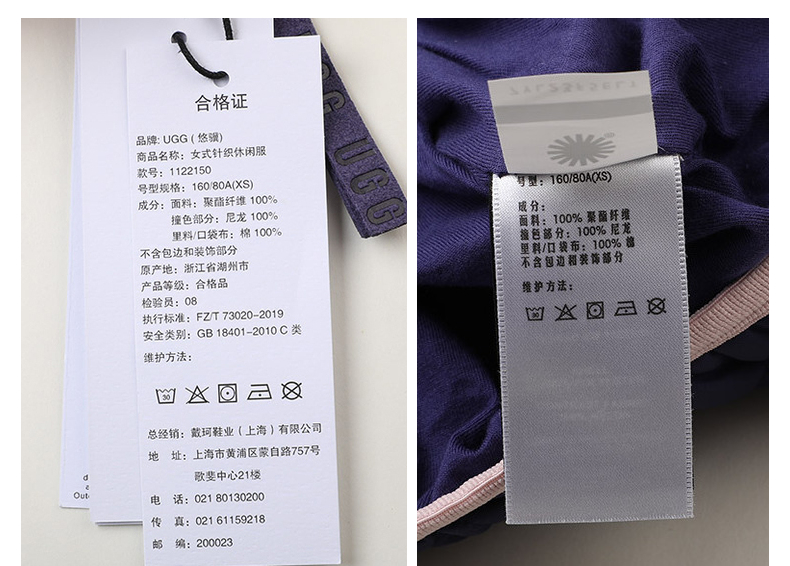 合格证
品牌: UGG ( 悠骥)
商品名称: 女式针织休闲服
款号: 1122150
号型规格: 160/80A(XS)
成分: 面料: 聚酯纤维 100%
撞色部分: 尼龙 100%
里料/口袋布: 棉 100%
不含包边和装饰部分
原产地: 浙江省湖州市
产品等级: 合格品
检验员: 08
执行标准: FZ/T 73020-2019
安全类别: GB 18401-2010 C 类
维护方法:
30
总经销: 戴珂鞋业 ( 上海 ) 有限公司
地 址: 上海市黄浦区蒙自路757号
歌斐中心21楼
电 话: 021 80130200
传 真: 021 61159218
邮 编: 200023
UGG
UGG
号型: 160/80A(XS)
成分:
面料: 100% 聚酯纤维
撞色部分: 100% 尼龙
里料/口袋布: 100% 棉
不含包边和装饰部分
维护方法:
30